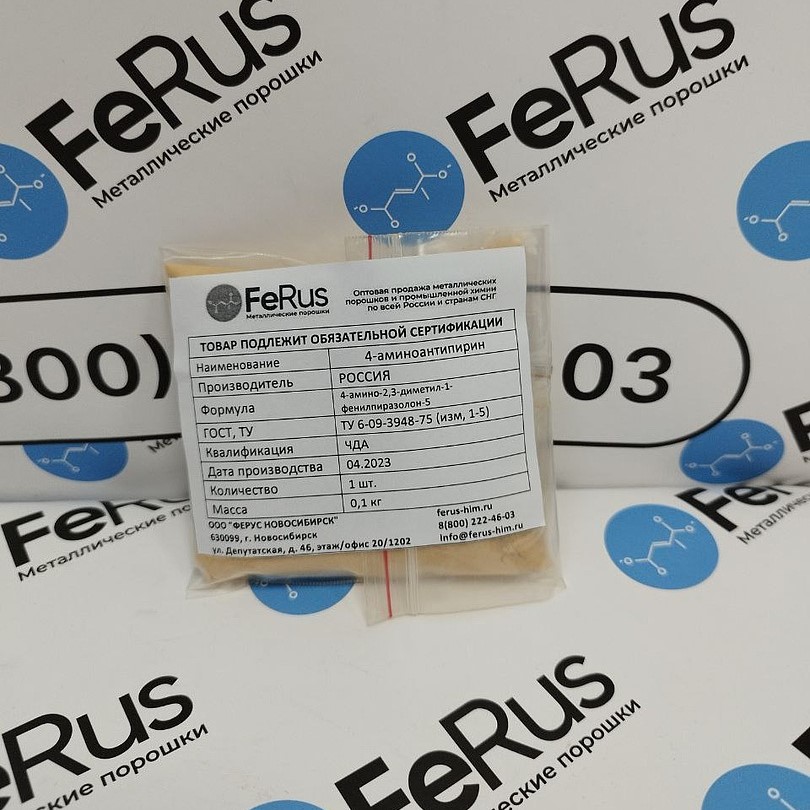 FeRus
Металлические порошки
FeRus
Металлические порошки
FeRus
Металлические порошки
Оптовая продажа металлических
порошков и промышленной химии
по всей России и странам СНГ
ТОВАР ПОДЛЕЖИТ ОБЯЗАТЕЛЬНОЙ СЕРТИФИКАЦИИ
Наименование 4-аминоантипирин
Производитель РОССИЯ
Формула 4-амино-2,3-диметил-1-
фенилпиразолон-5
ГОСТ, ТУ ТУ 6-09-3948-75 (изм, 1-5)
Квалификация ЧДА
Дата производства 04.2023
Количество 1 шт.
Масса 0,1 кг
ООО "ФЕРУС НОВОСИБИРСК"
630099, г. Новосибирск
ул. Депутатская, д. 46, этаж/офис 20/1202
ferus-him.ru
8(800) 222-46-03
info@ferus-him.ru
800)
03
FeRus
Металлические
FeRus
порошки
FeRus
порошки